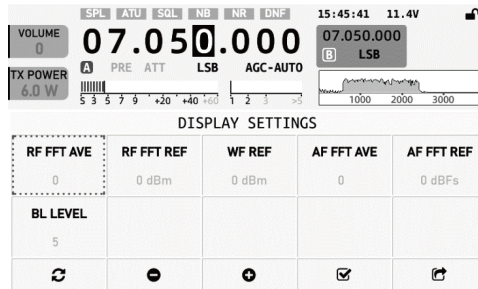 SPL ATU SQL NB NR DNF 15:45:41 11.4V
VOLUME
0
07.050.000
07.050.000
B LSB
TX POWER
6.0 W
A PRE ATT LSB AGC-AUTO
S 3 5 7 9 +20 +40 +60 1 2 3 >5
1000 2000 3000
DISPLAY SETTINGS
RF FFT AVE RF FFT REF WF REF AF FFT AVE AF FFT REF
0 0 dBm 0 dBm 0 0 dBFs
BL LEVEL
5